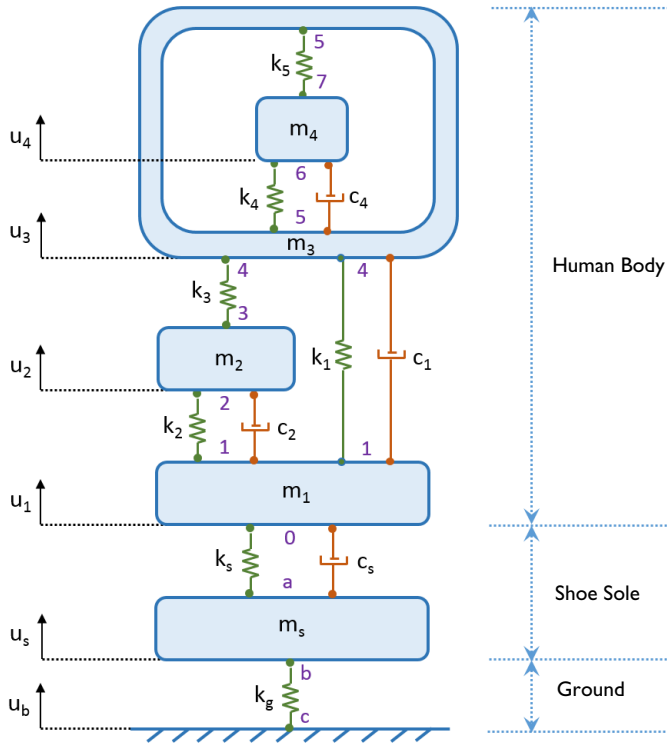 5
k5
7
m4
u4
6
k4
c4
5
u3
m3
4
4
k3
3
Human Body
m2
k1
c1
u2
2
k2
c2
1
1
u1
m1
0
ks
cs
a
Shoe Sole
us
ms
b
kg
Ground
ub
c